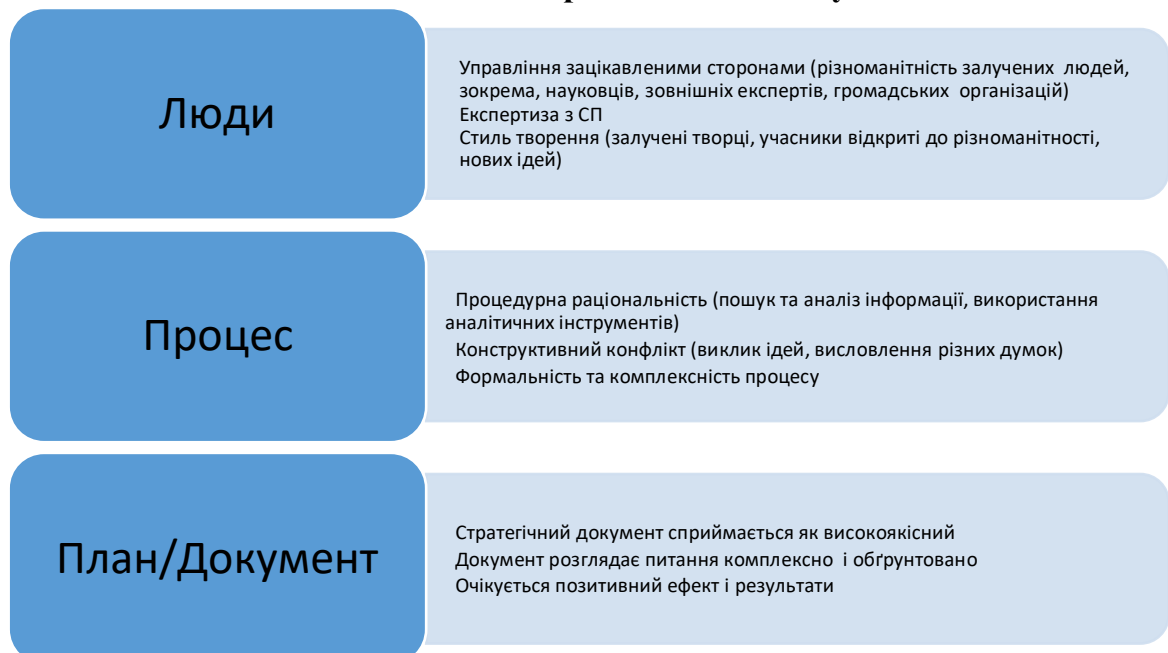 Люди
Управління зацікавленими сторонами (різноманітність залучених людей,
зокрема, науковців, зовнішніх експертів, громадських організацій)
Експертиза з СП
Стиль творення (залучені творці, учасники відкриті до різноманітності,
нових ідей)
Процес
Процедурна раціональність (пошук та аналіз інформації, використання
аналітичних інструментів)
Конструктивний конфлікт (виклик ідей, висловлення різних думок)
Формальність та комплексність процесу
План/Документ
Стратегічний документ сприймається як високоякісний
Документ розглядає питання комплексно і обґрунтовано
Очікується позитивний ефект і результати